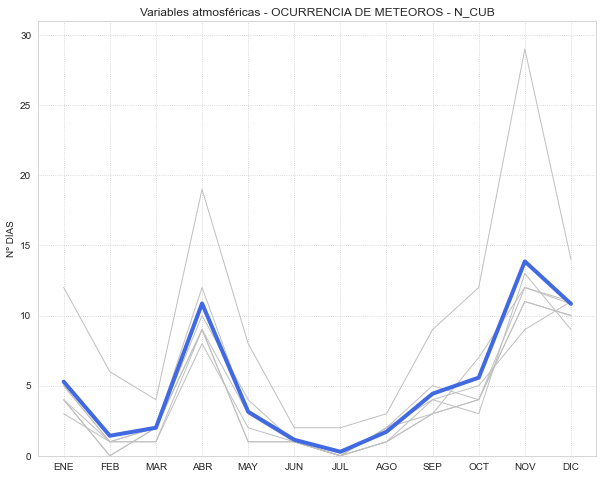 Variables atmosféricas - OCURRENCIA DE METEOROS - N_CUB
30
25
20
15
10
5
0
N° DÍAS
ENE FEB MAR ABR MAY JUN JUL AGO SEP OCT NOV DIC